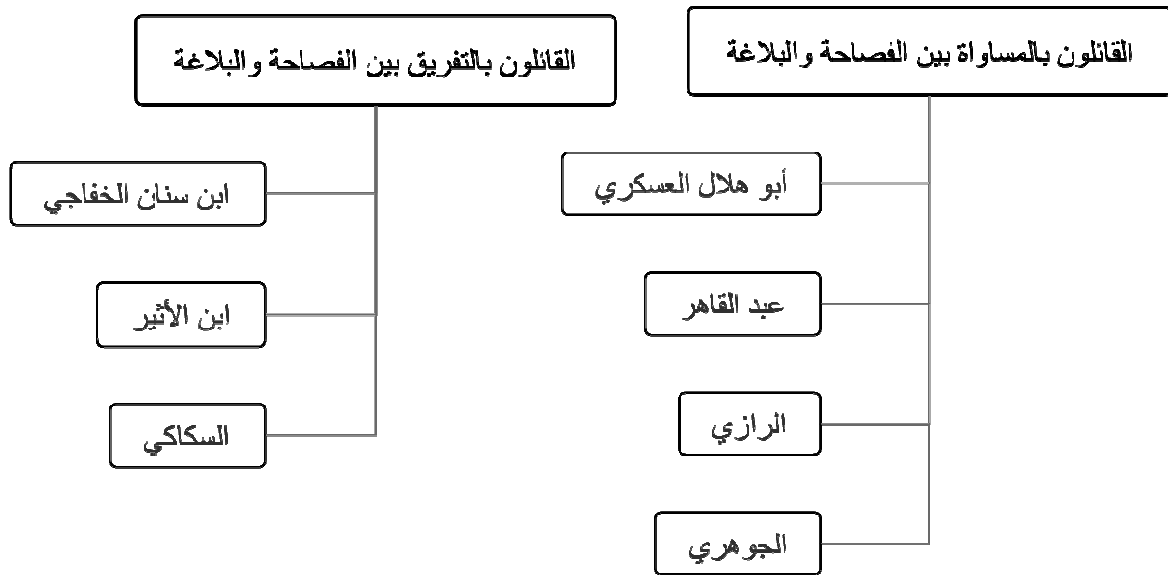 القائلون بالمساواة بين الفصاحة والبلاغة
أبو هلال العسكري
عبد القاهر
الرازي
الجوهري
القائلون بالتفريق بين الفصاحة والبلاغة
ابن سنان الخفاجي
ابن الأثير
السكاكي